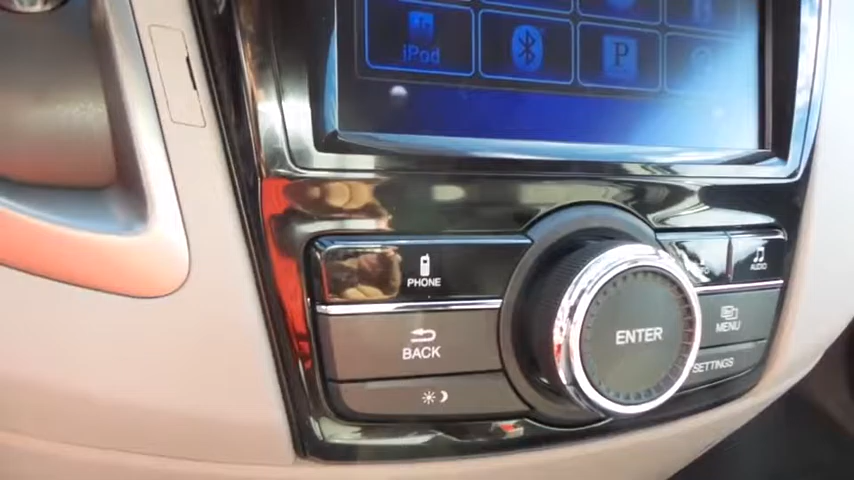 iPod
P
PHONE
AUDIO
BACK
ENTER
MENU
SETTINGS